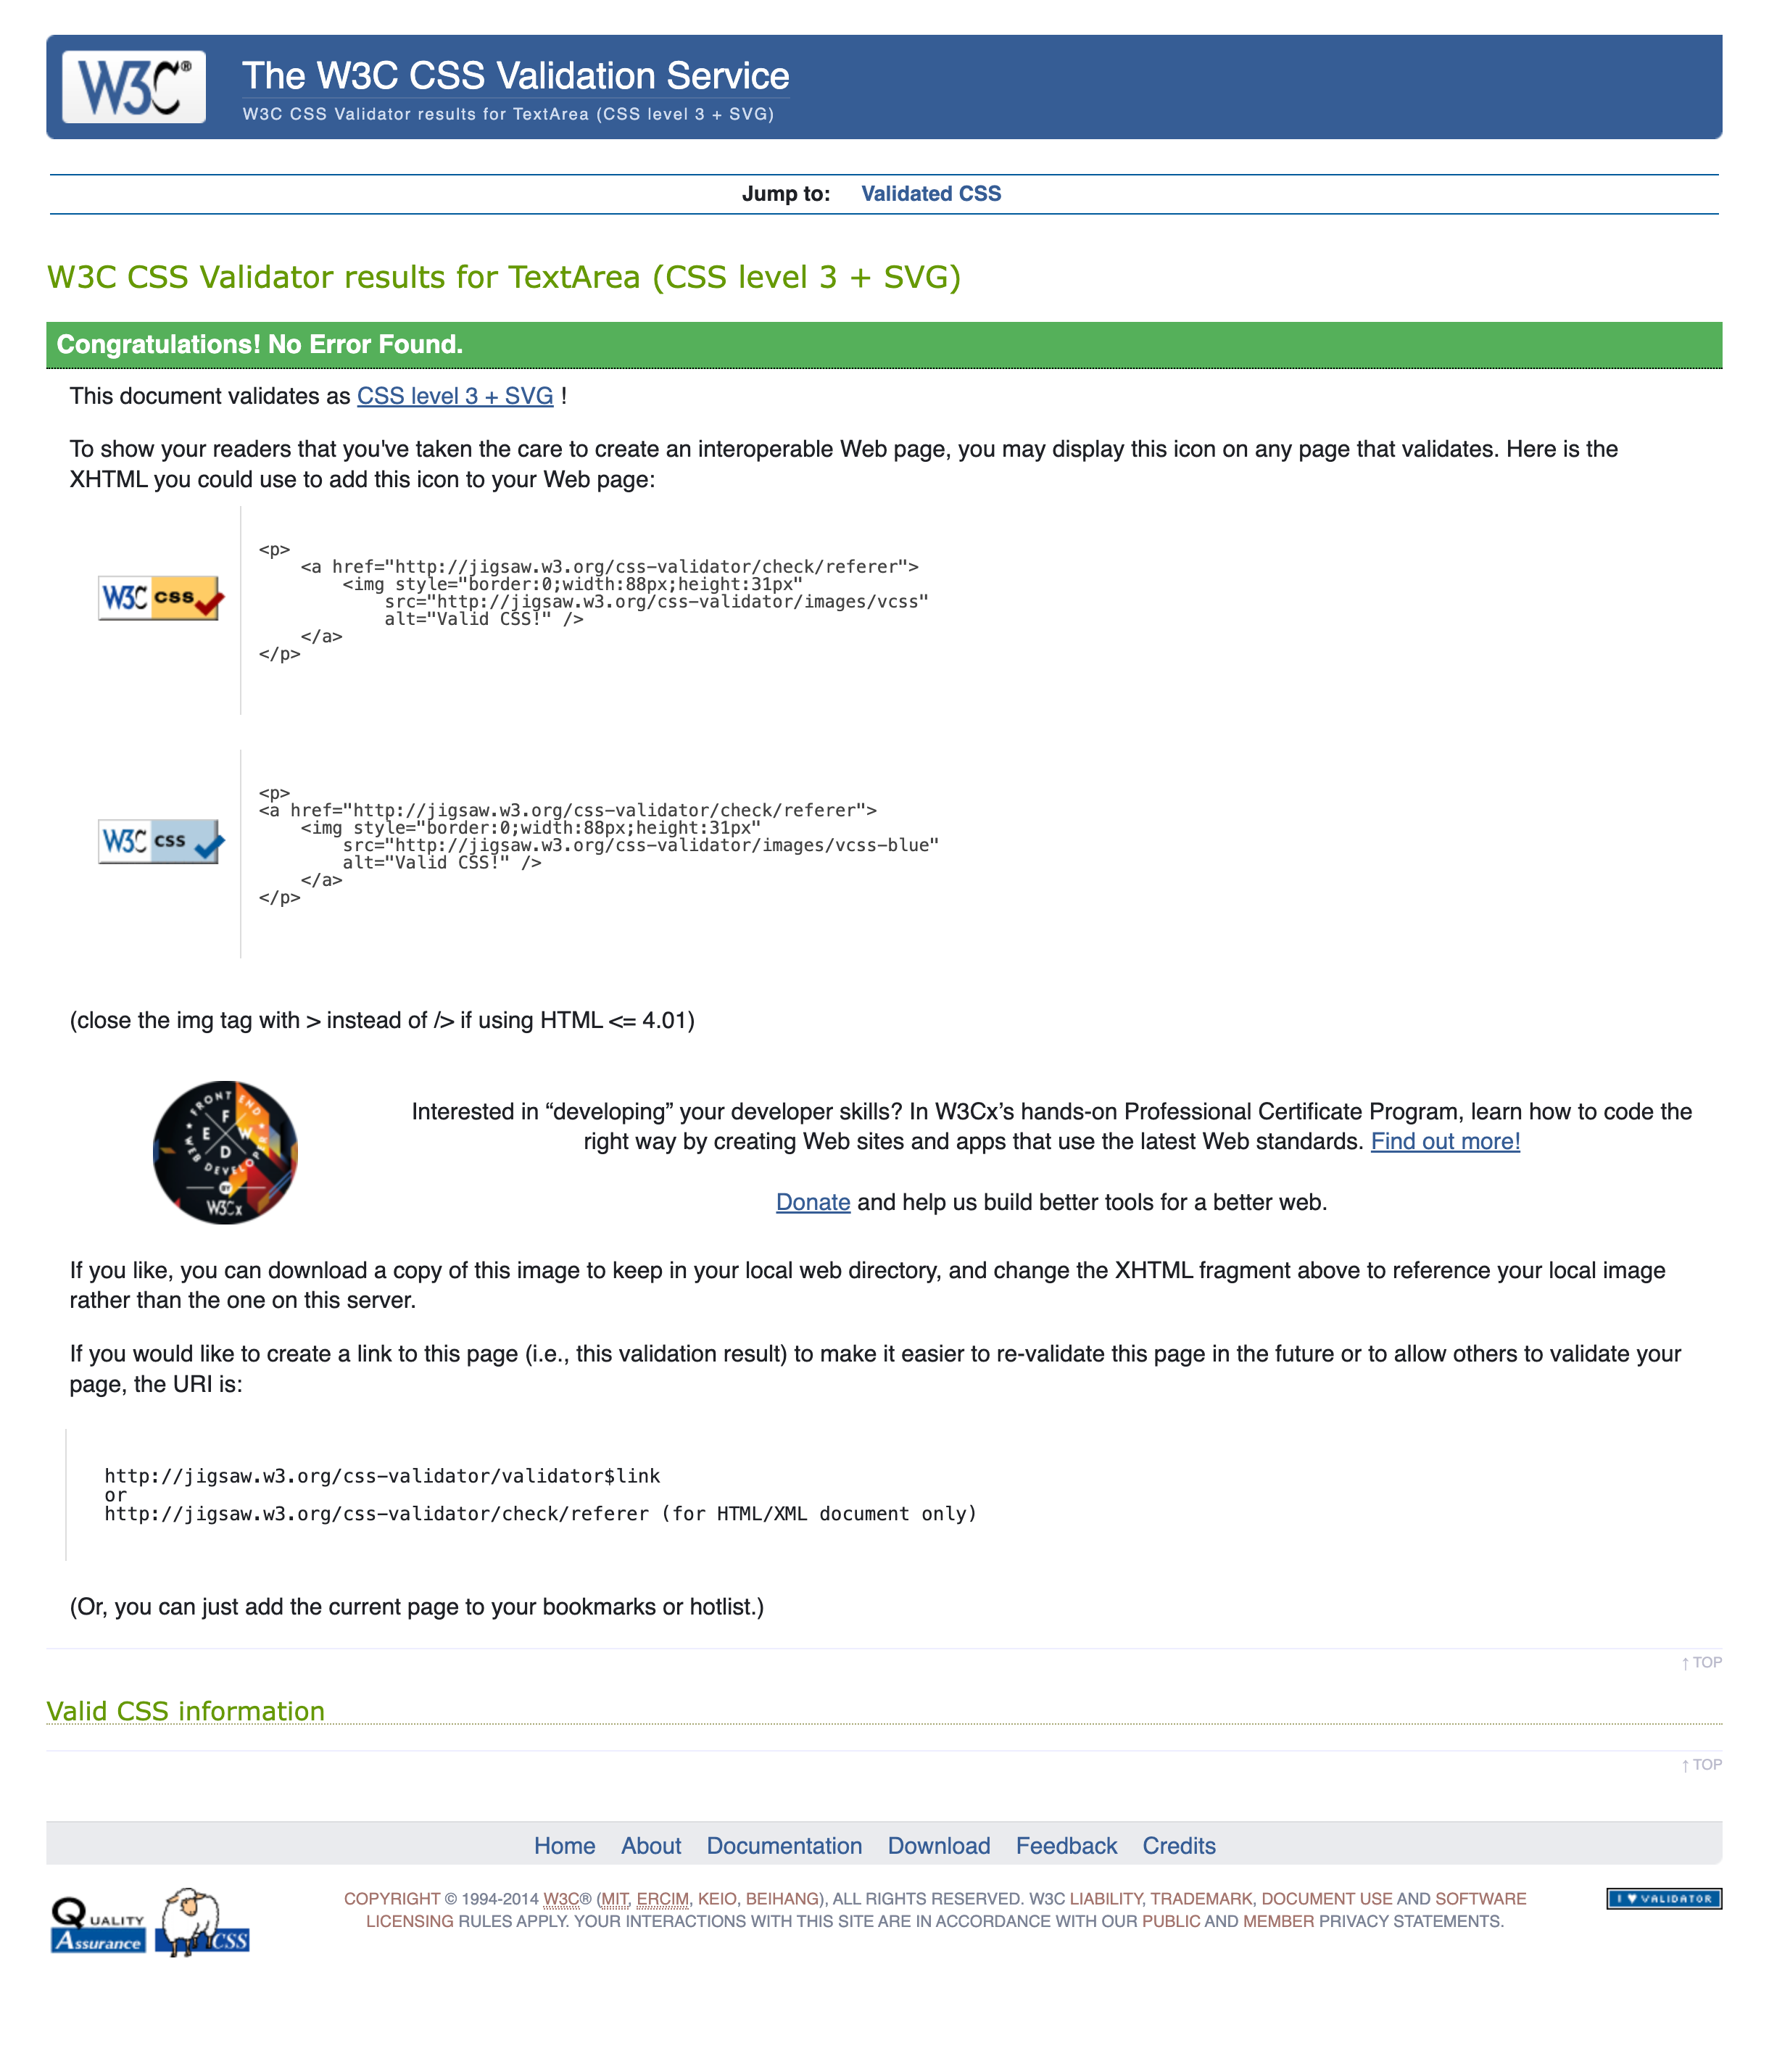 W3C®
The W3C CSS Validation Service
W3C CSS Validator results for TextArea (CSS level 3 + SVG)
Jump to: Validated CSS
W3C CSS Validator results for TextArea (CSS level 3 + SVG)
Congratulations! No Error Found.
This document validates as CSS level 3 + SVG !
To show your readers that you've taken the care to create an interoperable Web page, you may display this icon on any page that validates. Here is the
XHTML you could use to add this icon to your Web page:
W3C css
<p>
    <a href="http://jigsaw.w3.org/css-validator/check/referer">
        <img style="border:0;width:88px;height:31px"
            src="http://jigsaw.w3.org/css-validator/images/vcss"
            alt="Valid CSS!" />
    </a>
</p>
W3C css
<p>
<a href="http://jigsaw.w3.org/css-validator/check/referer">
    <img style="border:0;width:88px;height:31px"
        src="http://jigsaw.w3.org/css-validator/images/vcss-blue"
        alt="Valid CSS!" />
    </a>
</p>
(close the img tag with > instead of /> if using HTML <= 4.01)
FRONT END
WEB DEVELOPER
F
E W
D
BY
W3Cx
Interested in “developing” your developer skills? In W3Cx’s hands-on Professional Certificate Program, learn how to code the
right way by creating Web sites and apps that use the latest Web standards. Find out more!
Donate and help us build better tools for a better web.
If you like, you can download a copy of this image to keep in your local web directory, and change the XHTML fragment above to reference your local image
rather than the one on this server.
If you would like to create a link to this page (i.e., this validation result) to make it easier to re-validate this page in the future or to allow others to validate your
page, the URI is:
http://jigsaw.w3.org/css-validator/validator$link
or
http://jigsaw.w3.org/css-validator/check/referer (for HTML/XML document only)
(Or, you can just add the current page to your bookmarks or hotlist.)
↑ TOP
Valid CSS information
↑ TOP
Home About Documentation Download Feedback Credits
QUALITY
Assurance
CSS
COPYRIGHT © 1994-2014 W3C® (MIT, ERCIM, KEIO, BEIHANG), ALL RIGHTS RESERVED. W3C LIABILITY, TRADEMARK, DOCUMENT USE AND SOFTWARE
LICENSING RULES APPLY. YOUR INTERACTIONS WITH THIS SITE ARE IN ACCORDANCE WITH OUR PUBLIC AND MEMBER PRIVACY STATEMENTS.
I ♥ VALIDATOR